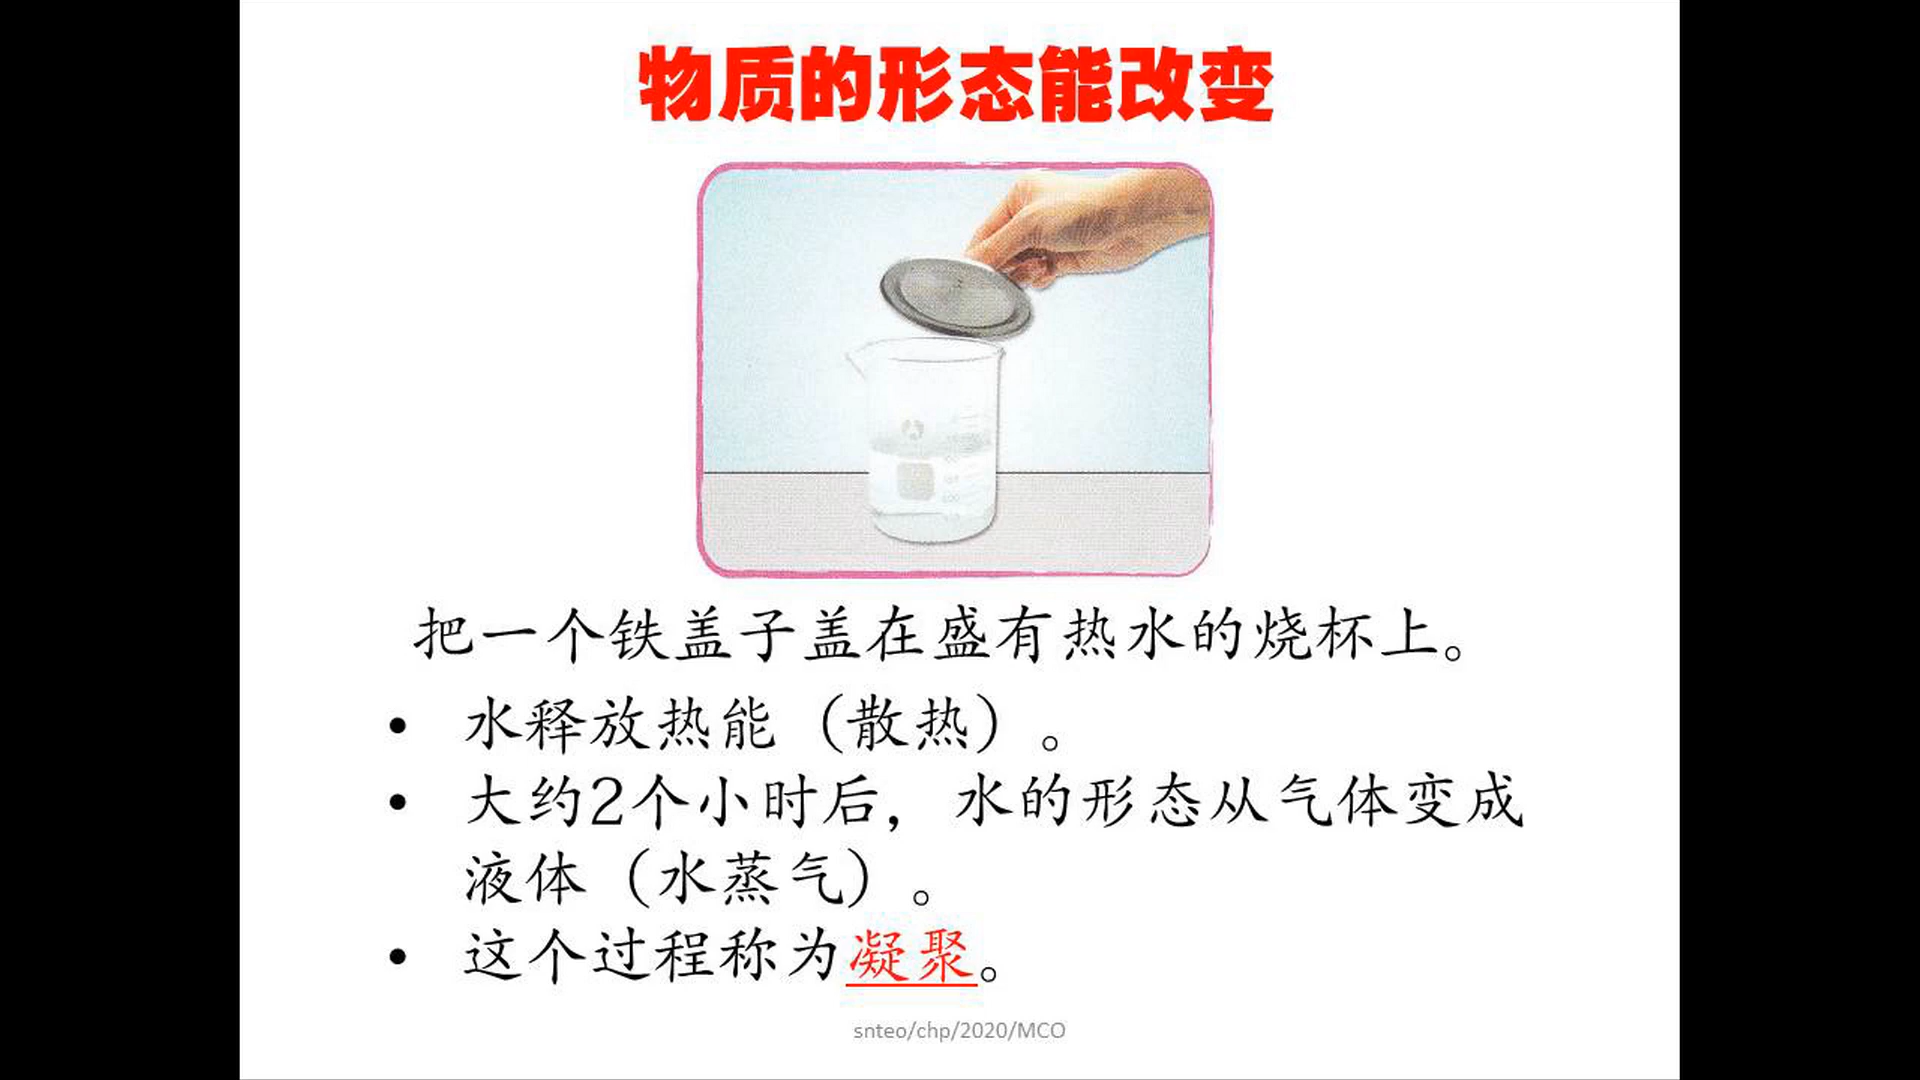 物质的形态能改变
把一个铁盖子盖在盛有热水的烧杯上。
• 水释放热能（散热）。
• 大约2个小时后，水的形态从气体变成
液体（水蒸气）。
• 这个过程称为凝聚。
snteo/chp/2020/MCO